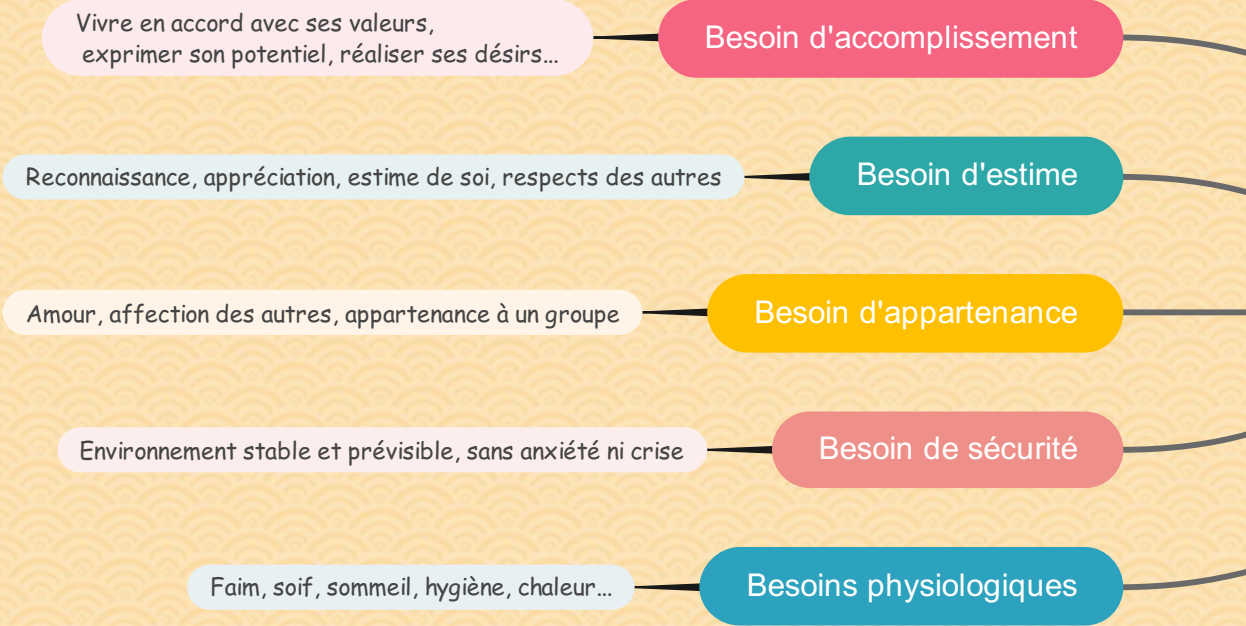 Vivre en accord avec ses valeurs,
exprimer son potentiel, réaliser ses désirs...
Besoin d'accomplissement
Reconnaissance, appréciation, estime de soi, respects des autres
Besoin d'estime
Amour, affection des autres, appartenance à un groupe
Besoin d'appartenance
Environnement stable et prévisible, sans anxiété ni crise
Besoin de sécurité
Faim, soif, sommeil, hygiène, chaleur...
Besoins physiologiques